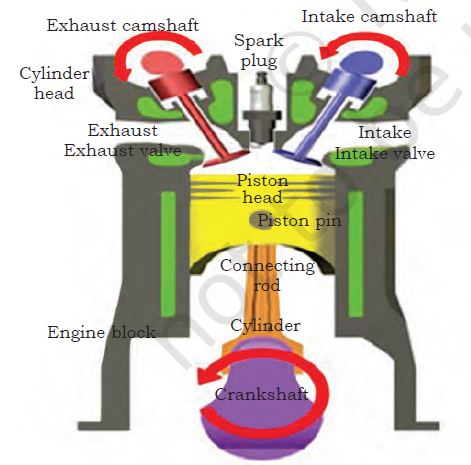 Exhaust camshaft
Intake camshaft
Spark
plug
Cylinder
head
Exhaust
Exhaust valve
Intake
Intake valve
Piston
head
Piston pin
Connecting
rod
Cylinder
Engine block
Crankshaft